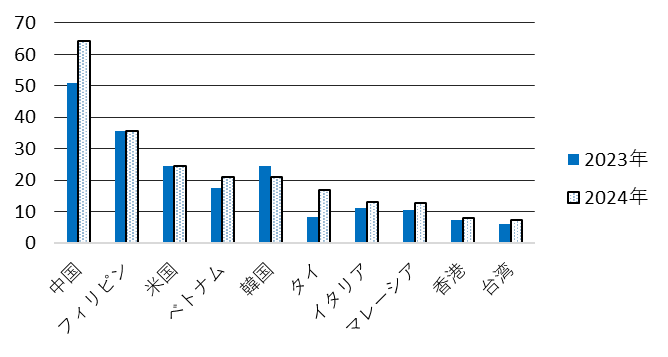 70
60
50
40
30
20
10
0
中国
フィリピン
米国
ベトナム
韓国
タイ
イタリア
マレーシア
香港
台湾
2023年
2024年